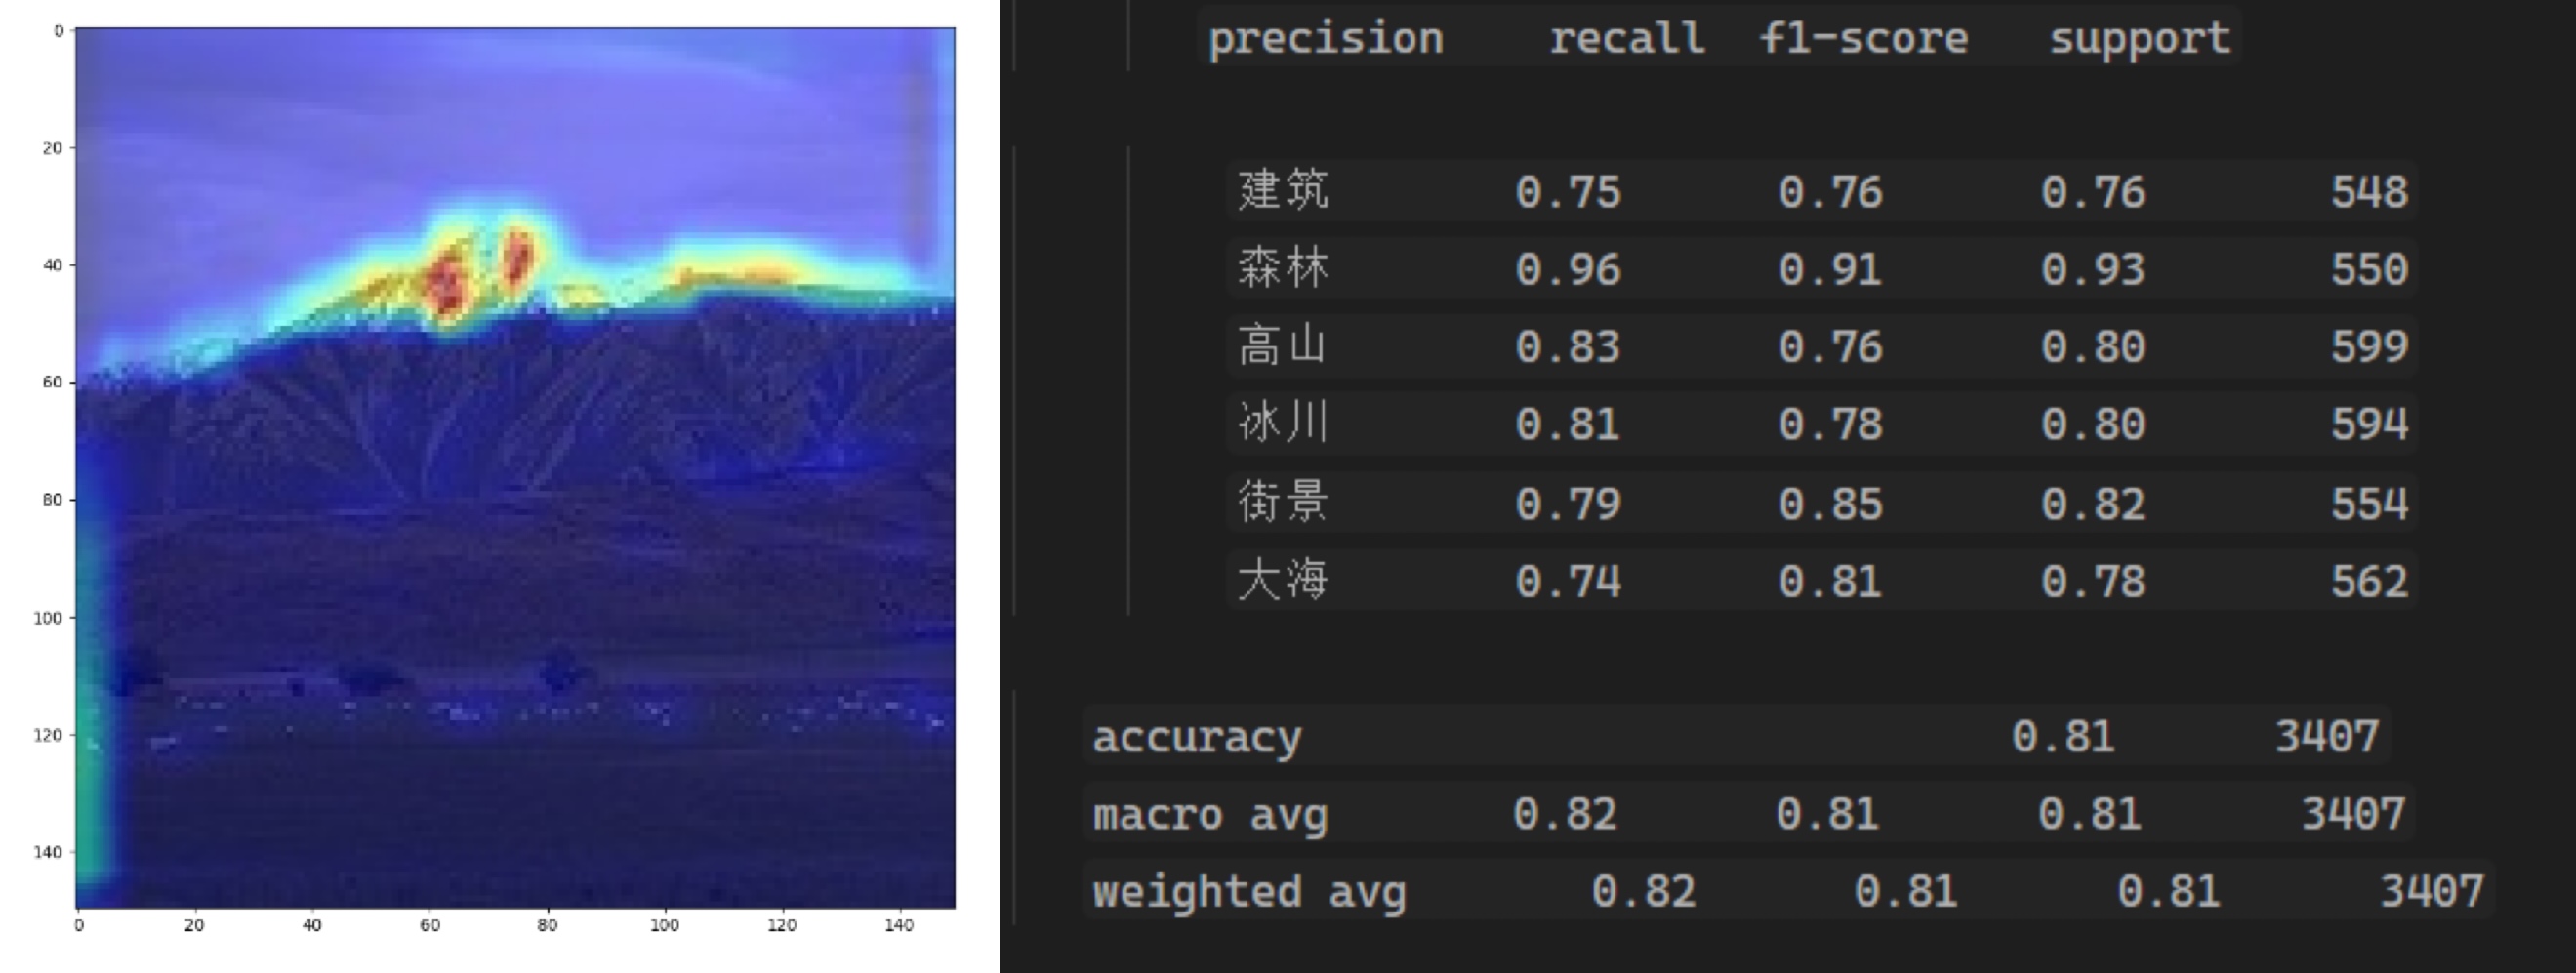 0
20
40
60
80
100
120
140
0 20 40 60 80 100 120 140
precision recall f1-score support
建筑 0.75 0.76 0.76 548
森林 0.96 0.91 0.93 550
高山 0.83 0.76 0.80 599
冰川 0.81 0.78 0.80 594
街景 0.79 0.85 0.82 554
大海 0.74 0.81 0.78 562
accuracy 0.81 3407
macro avg 0.82 0.81 0.81 3407
weighted avg 0.82 0.81 0.81 3407